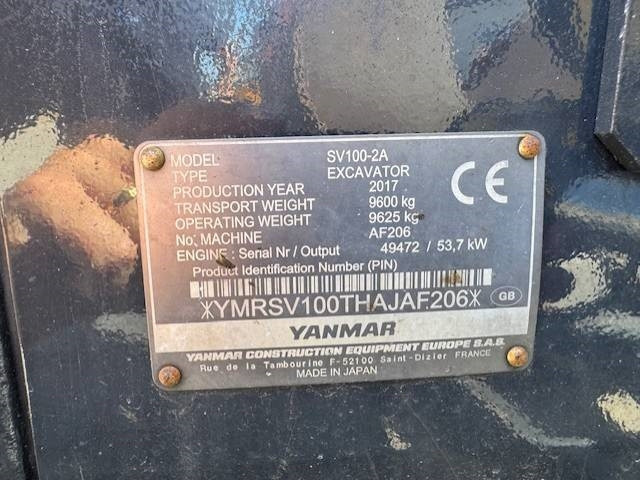 MODEL SV100-2A
TYPE EXCAVATOR
PRODUCTION YEAR 2017
TRANSPORT WEIGHT 9600 kg
OPERATING WEIGHT 9625 kg
No. MACHINE AF206
ENGINE : Serial Nr / Output 49472 / 53,7 kW
Product Identification Number (PIN)
CE
GB
*YMRSV100THAJAF206*
YANMAR
YANMAR CONSTRUCTION EQUIPMENT EUROPE S.A.S.
Rue de la Tambourine F-52100 Saint-Dizier FRANCE
MADE IN JAPAN